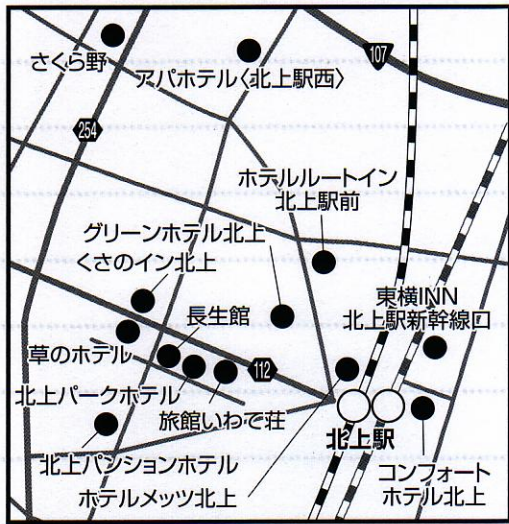 さくら野
アパホテル〈北上駅西〉
107
254
ホテルルートイン
北上駅前
グリーンホテル北上
くさのイン北上
長生館
東横INN
北上駅新幹線口
草のホテル
112
北上パークホテル
旅館いわて荘
北上駅
北上パンションホテル
コンフォート
ホテル北上
ホテルメッツ北上